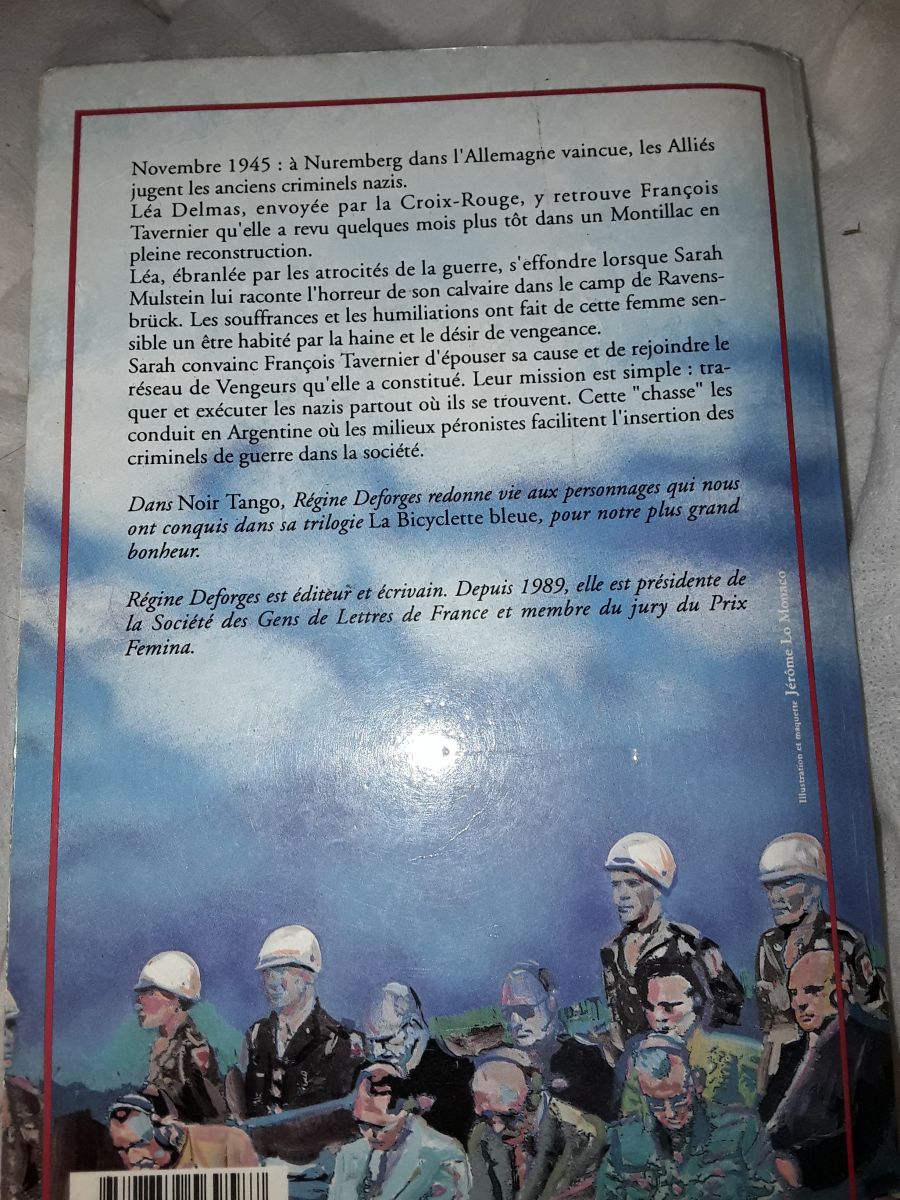 Novembre 1945 : à Nuremberg dans l'Allemagne vaincue, les Alliés
jugent les anciens criminels nazis.
Léa Delmas, envoyée par la Croix-Rouge, y retrouve François
Tavernier qu'elle a revu quelques mois plus tôt dans un Montillac en
pleine reconstruction.
Léa, ébranlée par les atrocités de la guerre, s'effondre lorsque Sarah
Mulstein lui raconte l'horreur de son calvaire dans le camp de Ravens-
brück. Les souffrances et les humiliations ont fait de cette femme sen-
sible un être habité par la haine et le désir de vengeance.
Sarah convainc François Tavernier d'épouser sa cause et de rejoindre le
réseau de Vengeurs qu'elle a constitué. Leur mission est simple : tra-
quer et exécuter les nazis partout où ils se trouvent. Cette "chasse" les
conduit en Argentine où les milieux péronistes facilitent l'insertion des
criminels de guerre dans la société.
Dans Noir Tango, Régine Deforges redonne vie aux personnages qui nous
ont conquis dans sa trilogie La Bicyclette bleue, pour notre plus grand
bonheur.
Régine Deforges est éditeur et écrivain. Depuis 1989, elle est présidente de
la Société des Gens de Lettres de France et membre du jury du Prix
Femina.
Illustration et maquette Jérôme Lo Monaco